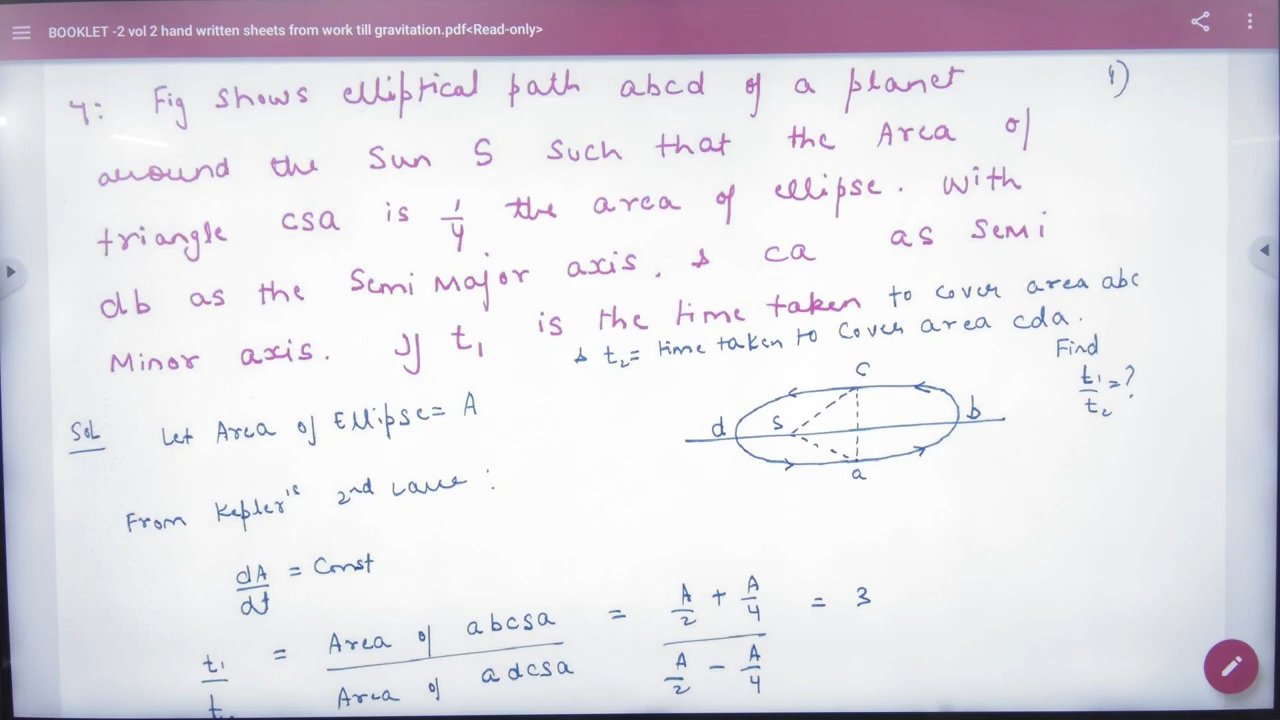 BOOKLET -2 vol 2 hand written sheets from work till gravitation.pdf<Read-only>
4)
4: Fig shows elliptical path abcd of a planet
around the Sun S such that the Area of
triangle csa is 1/4 the area of ellipse. With
db as the Semi Major axis. & ca as semi
Minor axis. If t₁ is the time taken to cover area abc
& t₂= time taken to cover area cda.
Find
t₁/t₂=?
c
d S b
a
Sol Let Area of Ellipse= A
From Kepler's 2nd Law :
dA/dt = Const
t₁/t = Area of abcsa / Area of adcsa = (A/2 + A/4) / (A/2 - A/4) = 3